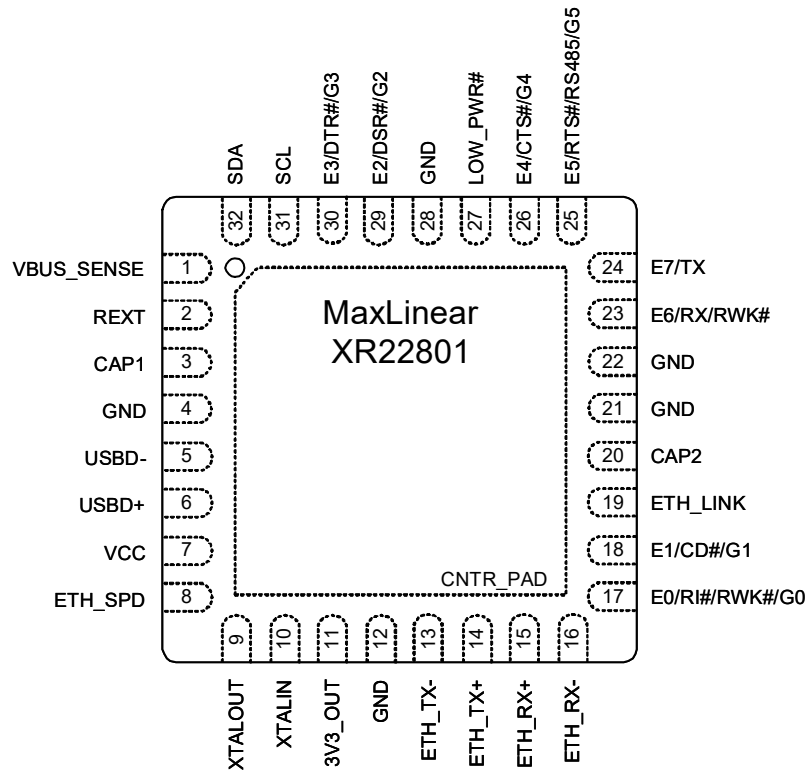 SDA
SCL
E3/DTR#/G3
E2/DSR#/G2
GND
LOW_PWR#
E4/CTS#/G4
E5/RTS#/RS485/G5
32
31
30
29
28
27
26
25
VBUS_SENSE 1
REXT 2
CAP1 3
GND 4
USBD- 5
USBD+ 6
VCC 7
ETH_SPD 8
MaxLinear
XR22801
CNTR_PAD
24 E7/TX
23 E6/RX/RWK#
22 GND
21 GND
20 CAP2
19 ETH_LINK
18 E1/CD#/G1
17 E0/RI#/RWK#/G0
9
10
11
12
13
14
15
16
XTALOUT
XTALIN
3V3_OUT
GND
ETH_TX-
ETH_TX+
ETH_RX+
ETH_RX-